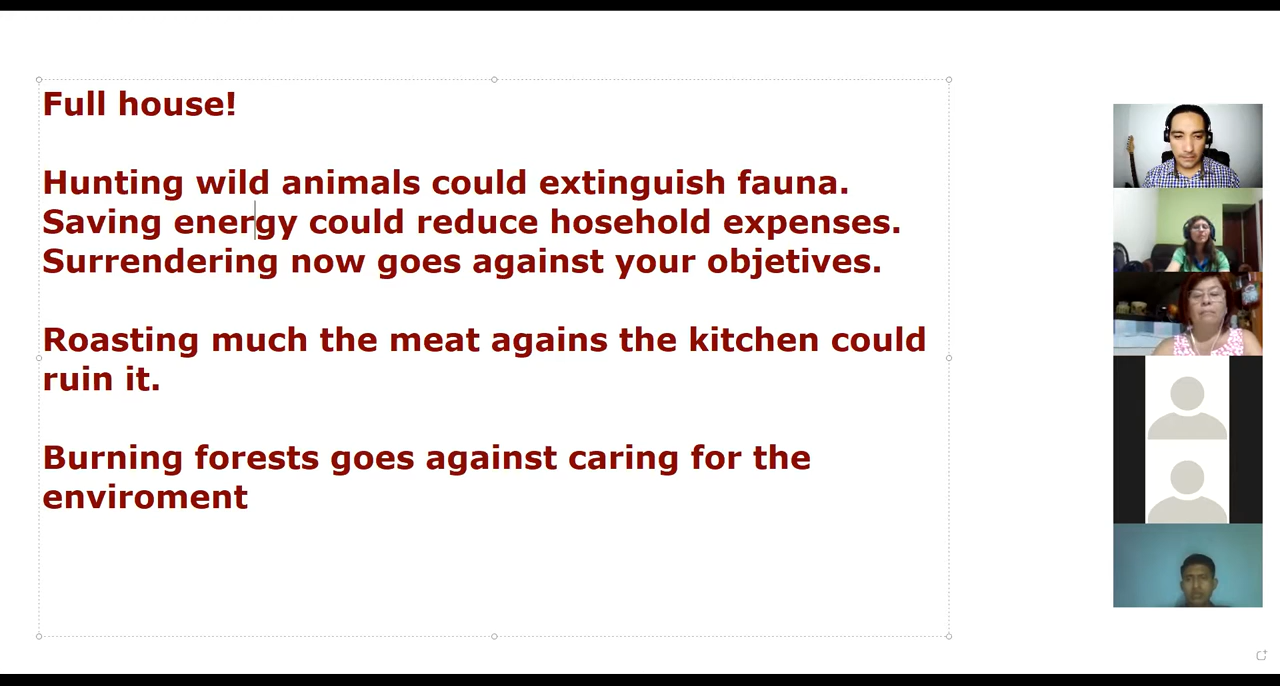 Full house!
Hunting wild animals could extinguish fauna.
Saving energy could reduce hosehold expenses.
Surrendering now goes against your objetives.
Roasting much the meat agains the kitchen could
ruin it.
Burning forests goes against caring for the
enviroment